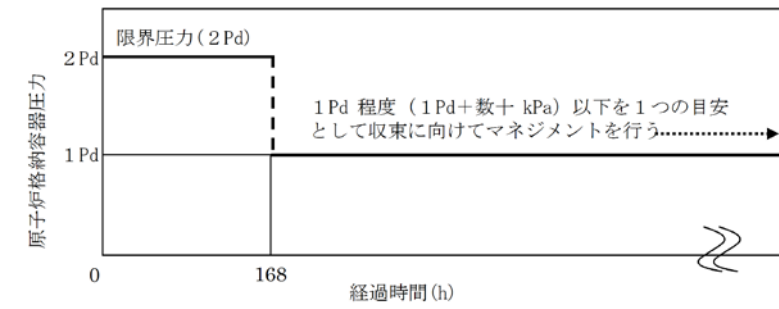 限界圧力(2Pd)
2Pd
1Pd 程度（1Pd＋数十 kPa）以下を１つの目安
として収束に向けてマネジメントを行う
1Pd
原子炉格納容器圧力
0
168
経過時間(h)